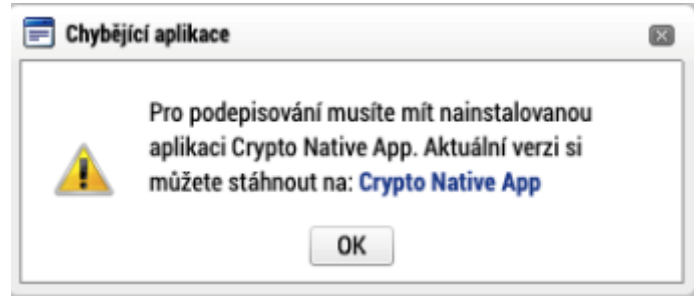 Chybějící aplikace
Pro podepisování musíte mít nainstalovanou
aplikaci Crypto Native App. Aktuální verzi si
můžete stáhnout na: Crypto Native App
OK